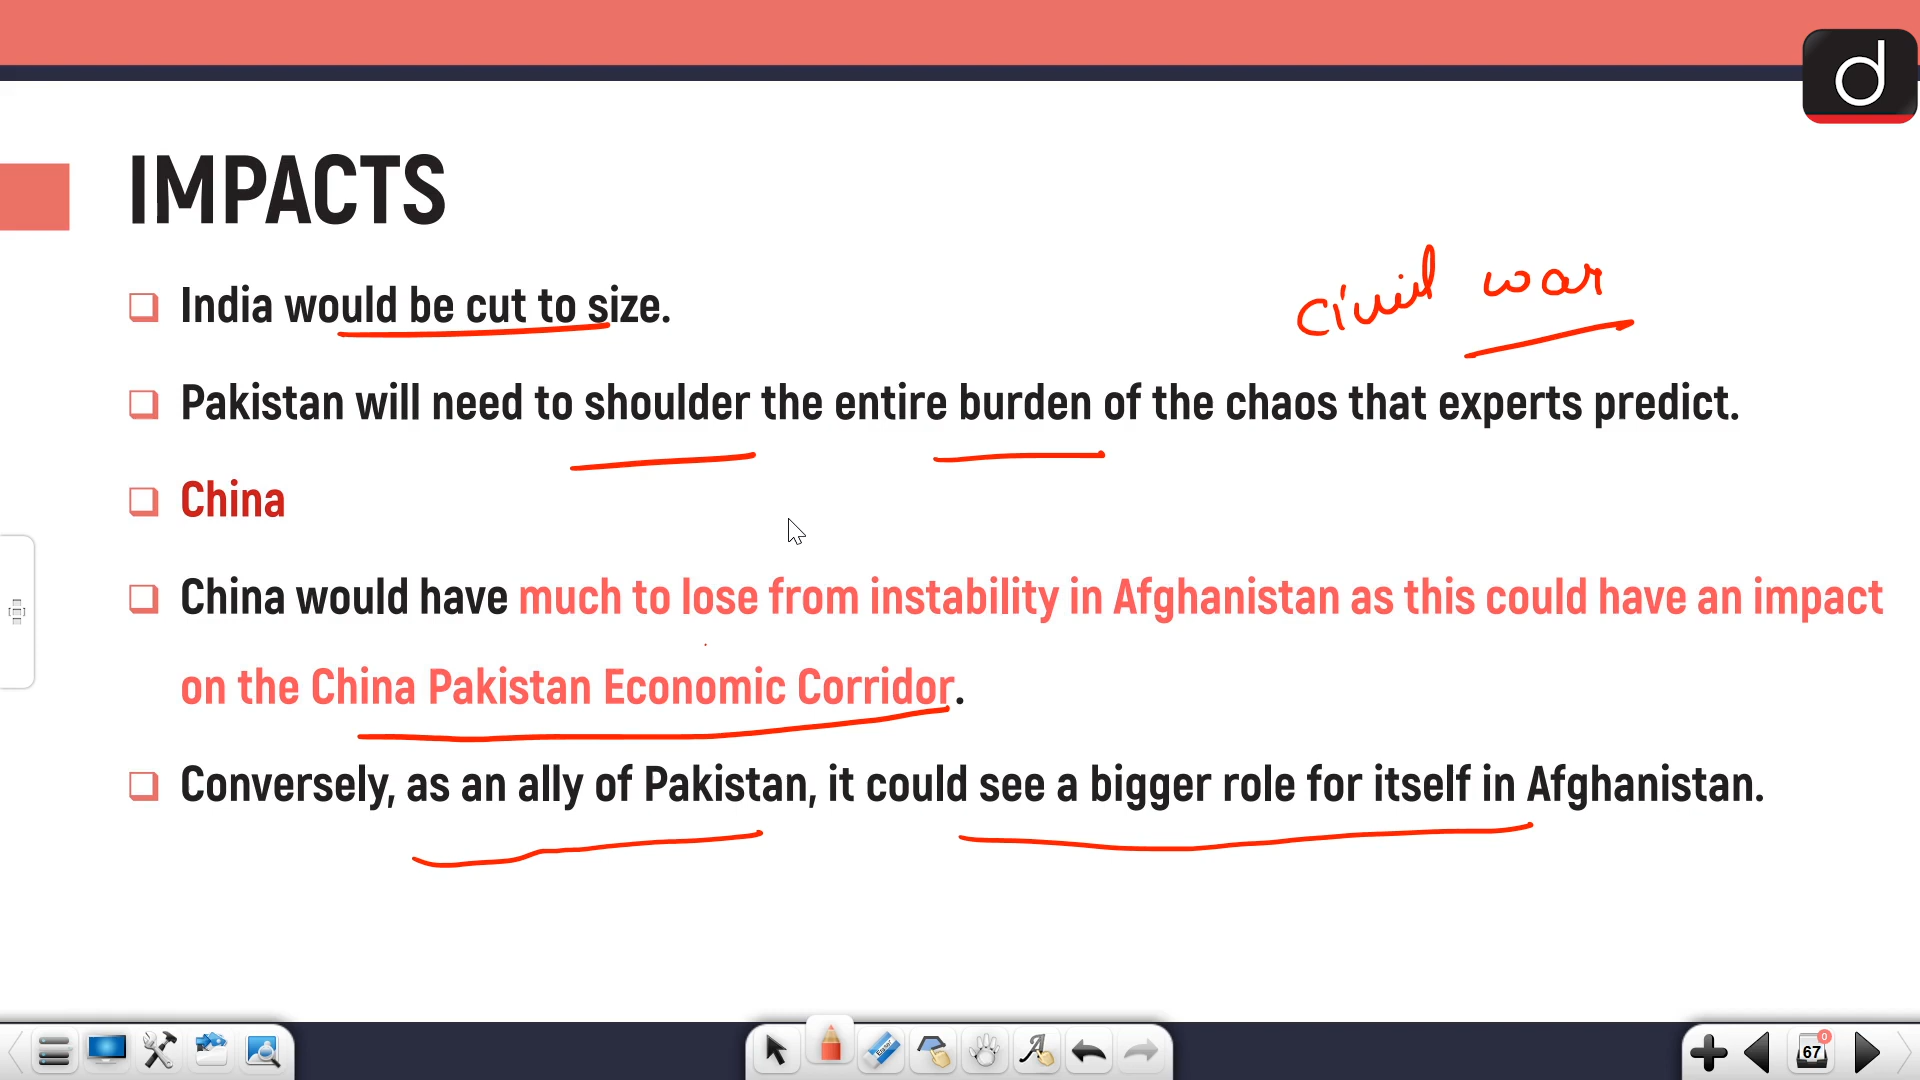 d
IMPACTS
India would be cut to size.
civil war
Pakistan will need to shoulder the entire burden of the chaos that experts predict.
China
China would have much to lose from instability in Afghanistan as this could have an impact
on the China Pakistan Economic Corridor.
Conversely, as an ally of Pakistan, it could see a bigger role for itself in Afghanistan.
Eraser
A
67
0